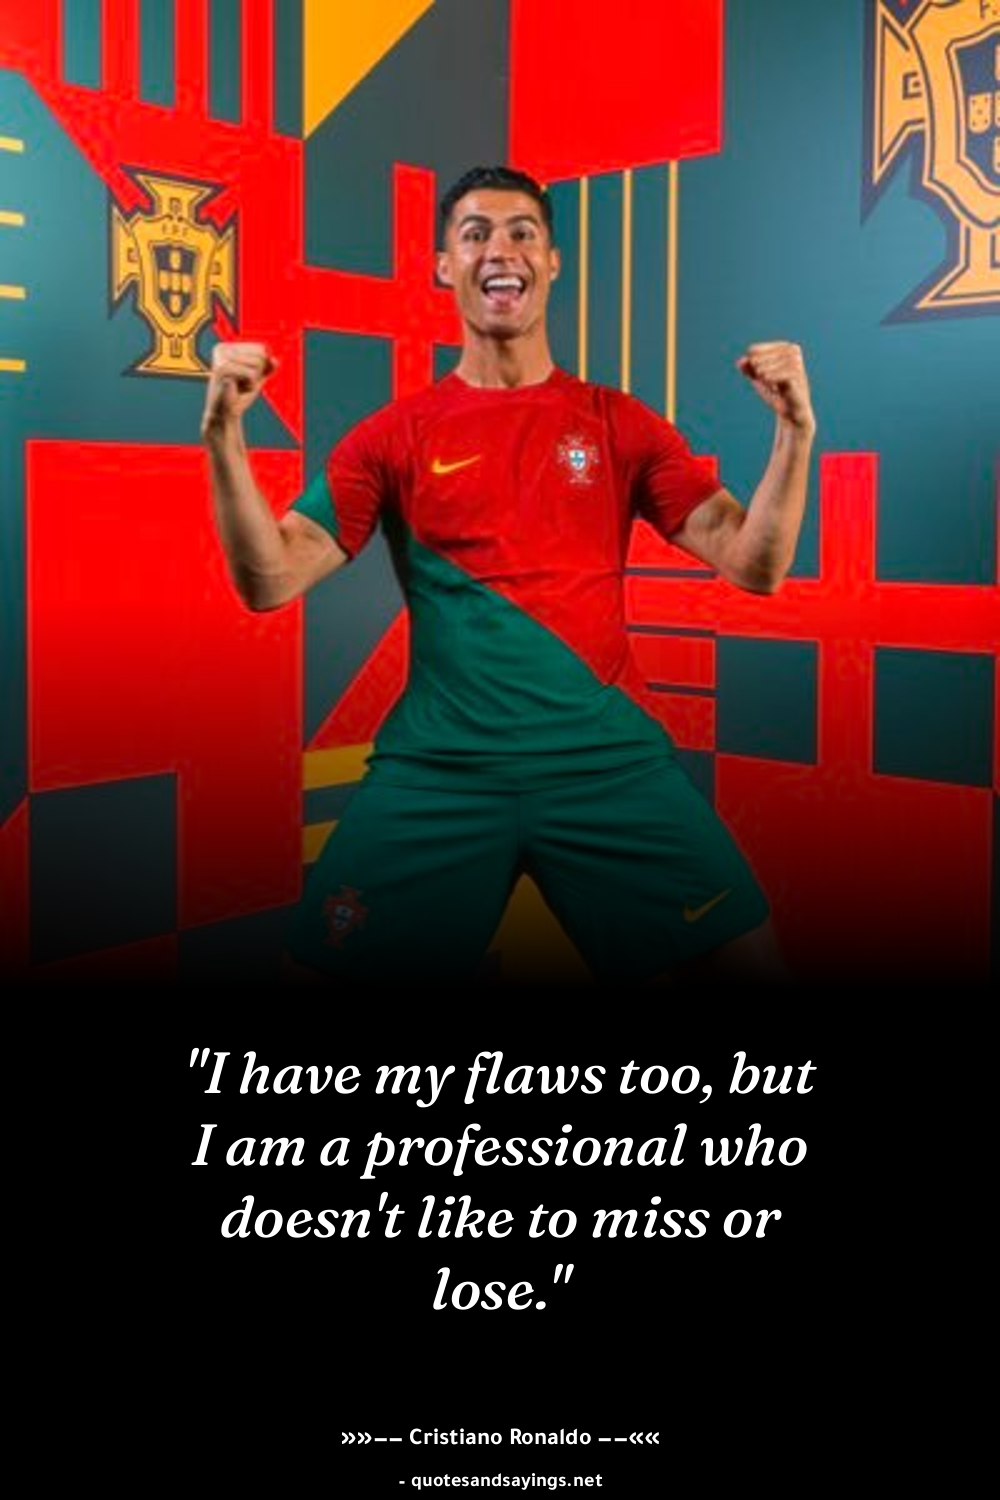 "I have my flaws too, but
I am a professional who
doesn't like to miss or
lose."
»»–– Cristiano Ronaldo ––««
- quotesandsayings.net